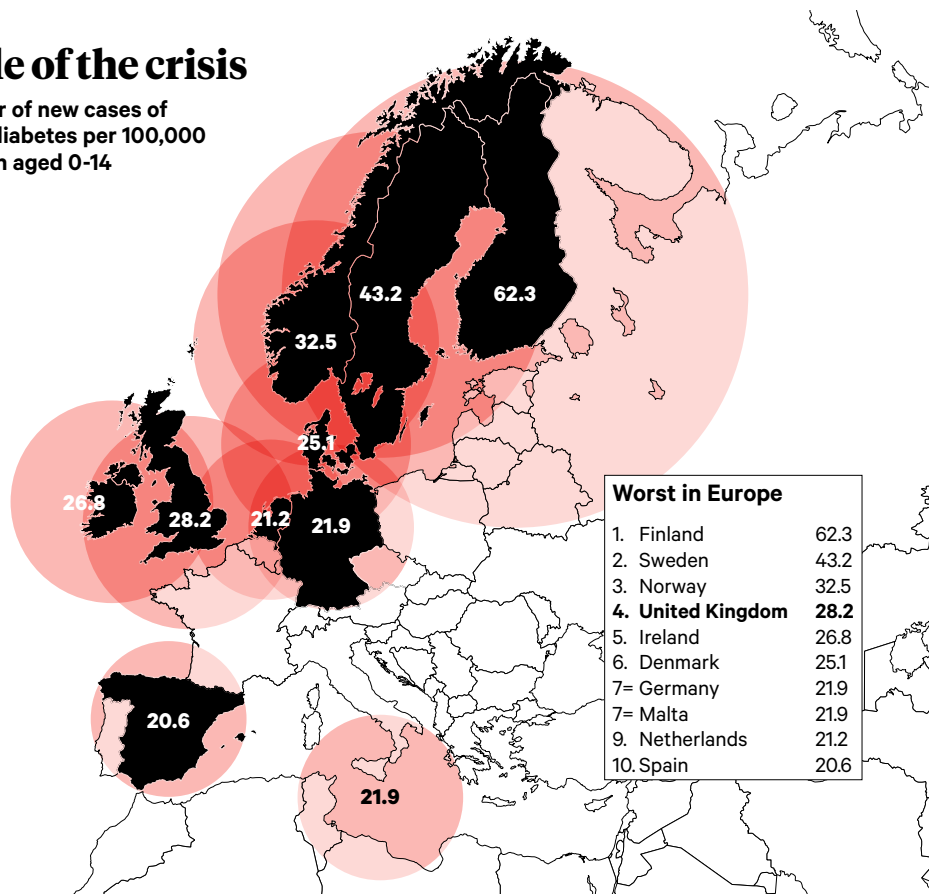 le of the crisis
r of new cases of
diabetes per 100,000
n aged 0-14
62.3
43.2
32.5
25.1
26.8
28.2
21.2
21.9
20.6
21.9
Worst in Europe
1. Finland 62.3
2. Sweden 43.2
3. Norway 32.5
4. United Kingdom 28.2
5. Ireland 26.8
6. Denmark 25.1
7= Germany 21.9
7= Malta 21.9
9. Netherlands 21.2
10. Spain 20.6